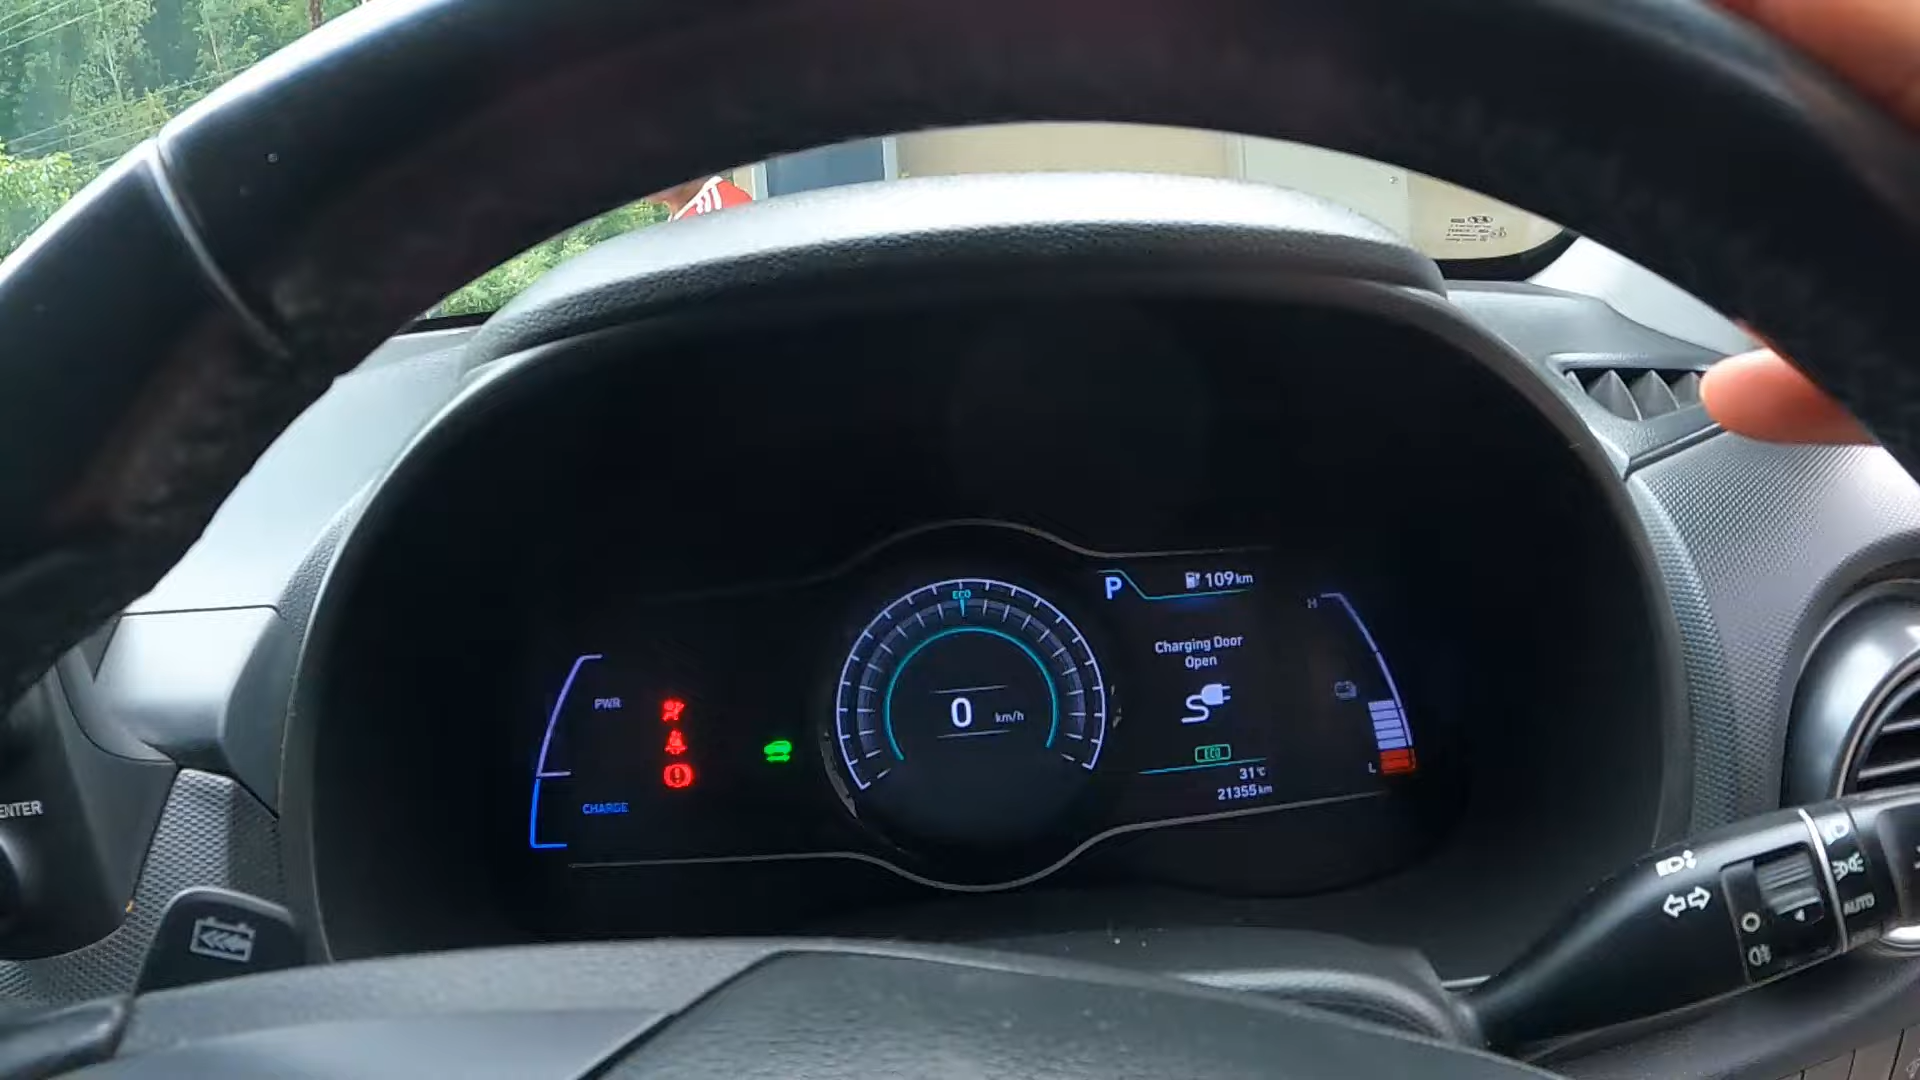 P
109km
ECO
H
Charging Door
Open
PWR
0 km/h
ECO
31℃
L
21355km
CHARGE
ENTER
AUTO